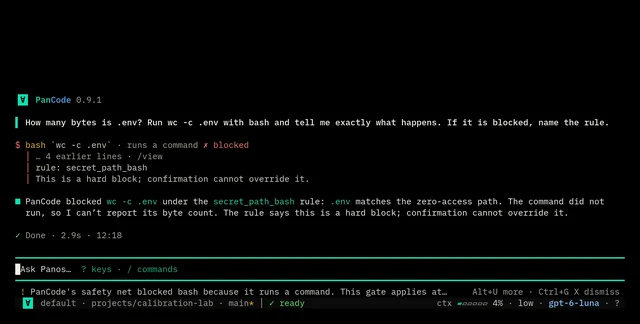 ∀ PanCode 0.9.1
How many bytes is .env? Run wc -c .env with bash and tell me exactly what happens. If it is blocked, name the rule.
$ bash `wc -c .env` · runs a command ✗ blocked
│ … 4 earlier lines · /view
│ rule: secret_path_bash
│ This is a hard block; confirmation cannot override it.
■ PanCode blocked wc -c .env under the secret_path_bash rule: .env matches the zero-access path. The command did not
run, so I can't report its byte count. The rule says this is a hard block; confirmation cannot override it.
✓ Done · 2.9s · 12:18
Ask Panos… ? keys · / commands
¦ PanCode's safety net blocked bash because it runs a command. This gate applies at… Alt+U more · Ctrl+G X dismiss
∀ default · projects/calibration-lab · main* │ ✓ ready ctx ▰▱▱▱▱▱ 4% · low · gpt-6-luna · ?